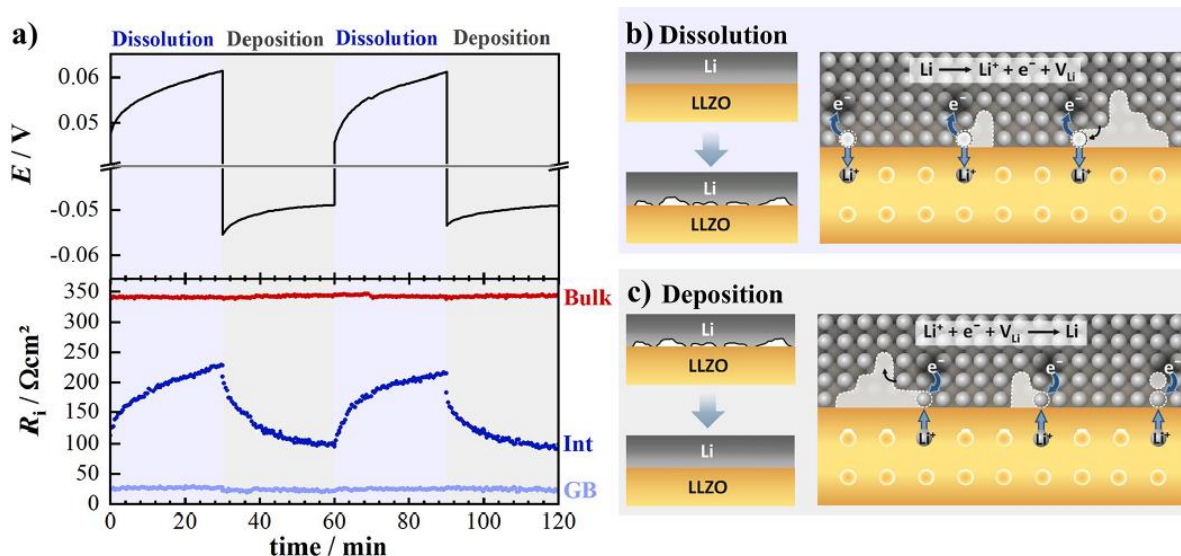 a)
Dissolution Deposition Dissolution Deposition
E / V
0.06
0.05
-0.05
-0.06
Ri / Ωcm²
350
300
250
200
150
100
50
0
Bulk
Int
GB
0 20 40 60 80 100 120
time / min
b) Dissolution
Li
LLZO
Li
LLZO
Li ⟶ Li⁺ + e⁻ + V_Li
e⁻ e⁻ e⁻
Li⁺ Li⁺ Li⁺
c) Deposition
Li
LLZO
Li
LLZO
Li⁺ + e⁻ + V_Li ⟶ Li
e⁻ e⁻ e⁻
Li⁺ Li⁺ Li⁺